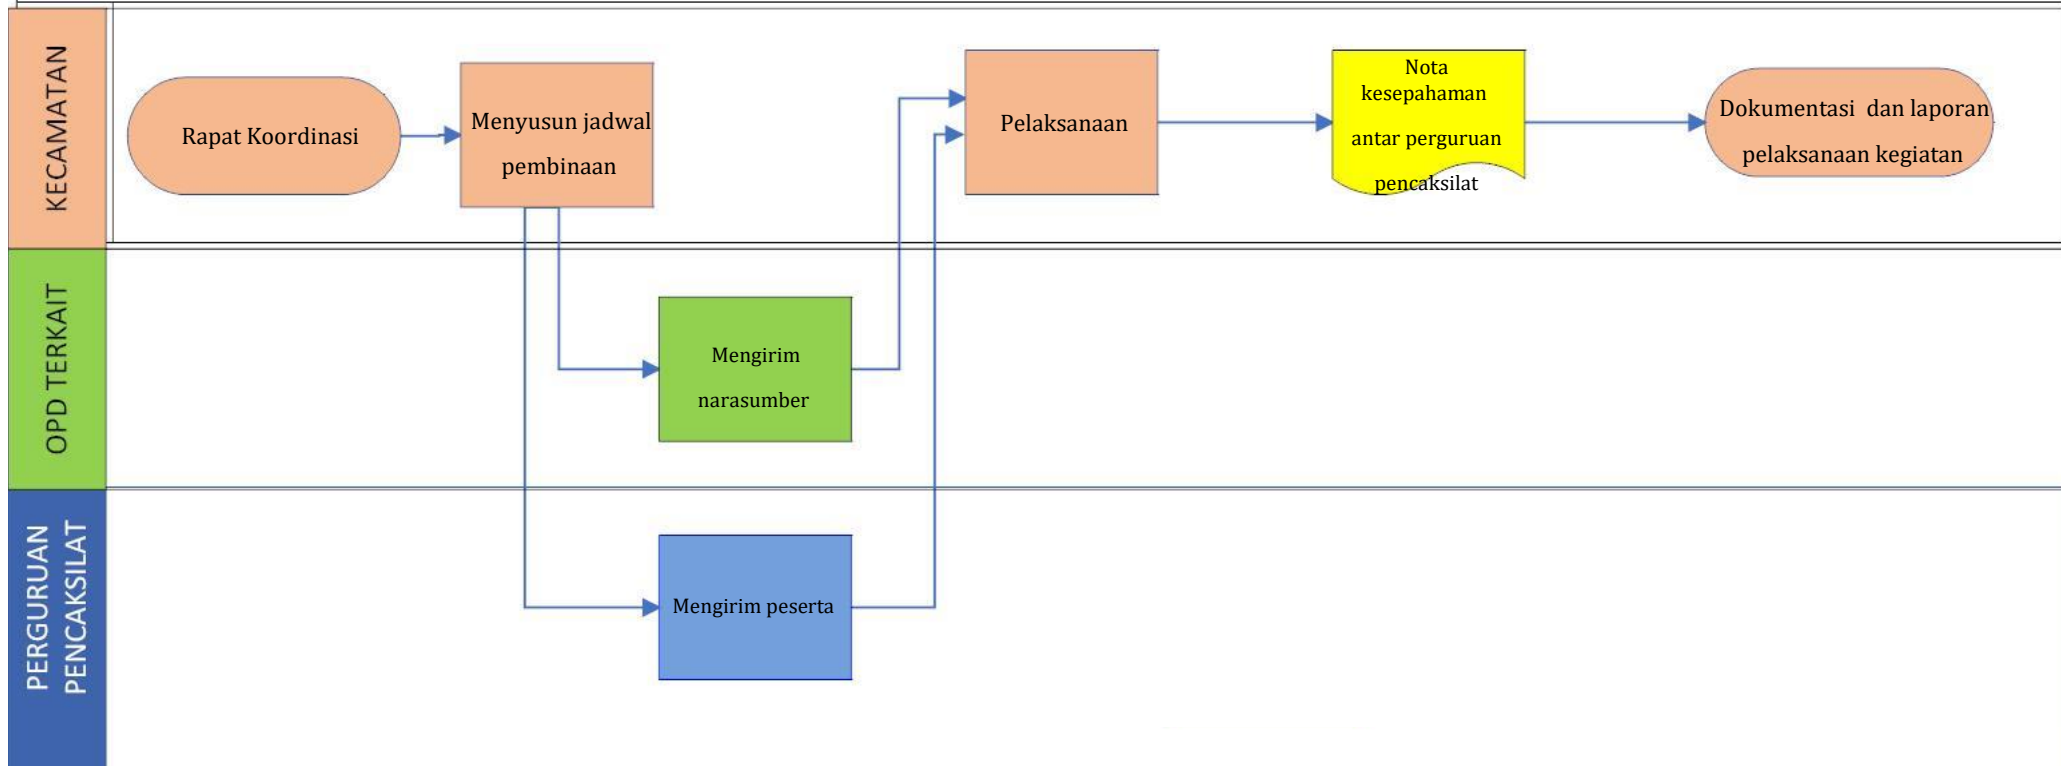 KECAMATAN
Rapat Koordinasi
Menyusun jadwal
pembinaan
Pelaksanaan
Nota
kesepahaman
antar perguruan
pencaksilat
Dokumentasi dan laporan
pelaksanaan kegiatan
OPD TERKAIT
Mengirim
narasumber
PERGURUAN
PENCAKSILAT
Mengirim peserta